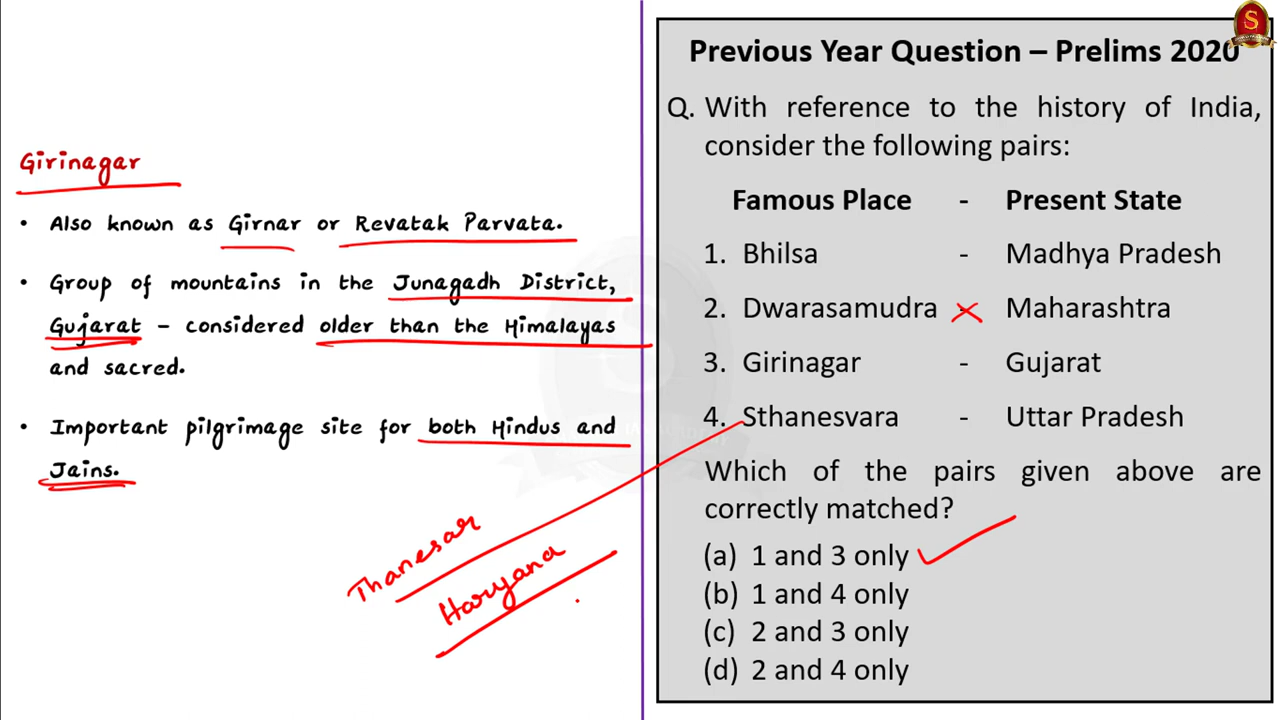 Girinagar
• Also known as Girnar or Revatak Parvata.
• Group of mountains in the Junagadh District,
Gujarat - considered older than the Himalayas
and sacred.
• Important pilgrimage site for both Hindus and
Jains.
Thanesar
Haryana
S
Previous Year Question – Prelims 2020
Q. With reference to the history of India,
consider the following pairs:
Famous Place - Present State
1. Bhilsa - Madhya Pradesh
2. Dwarasamudra - Maharashtra
3. Girinagar - Gujarat
4. Sthanesvara - Uttar Pradesh
Which of the pairs given above are
correctly matched?
(a) 1 and 3 only
(b) 1 and 4 only
(c) 2 and 3 only
(d) 2 and 4 only